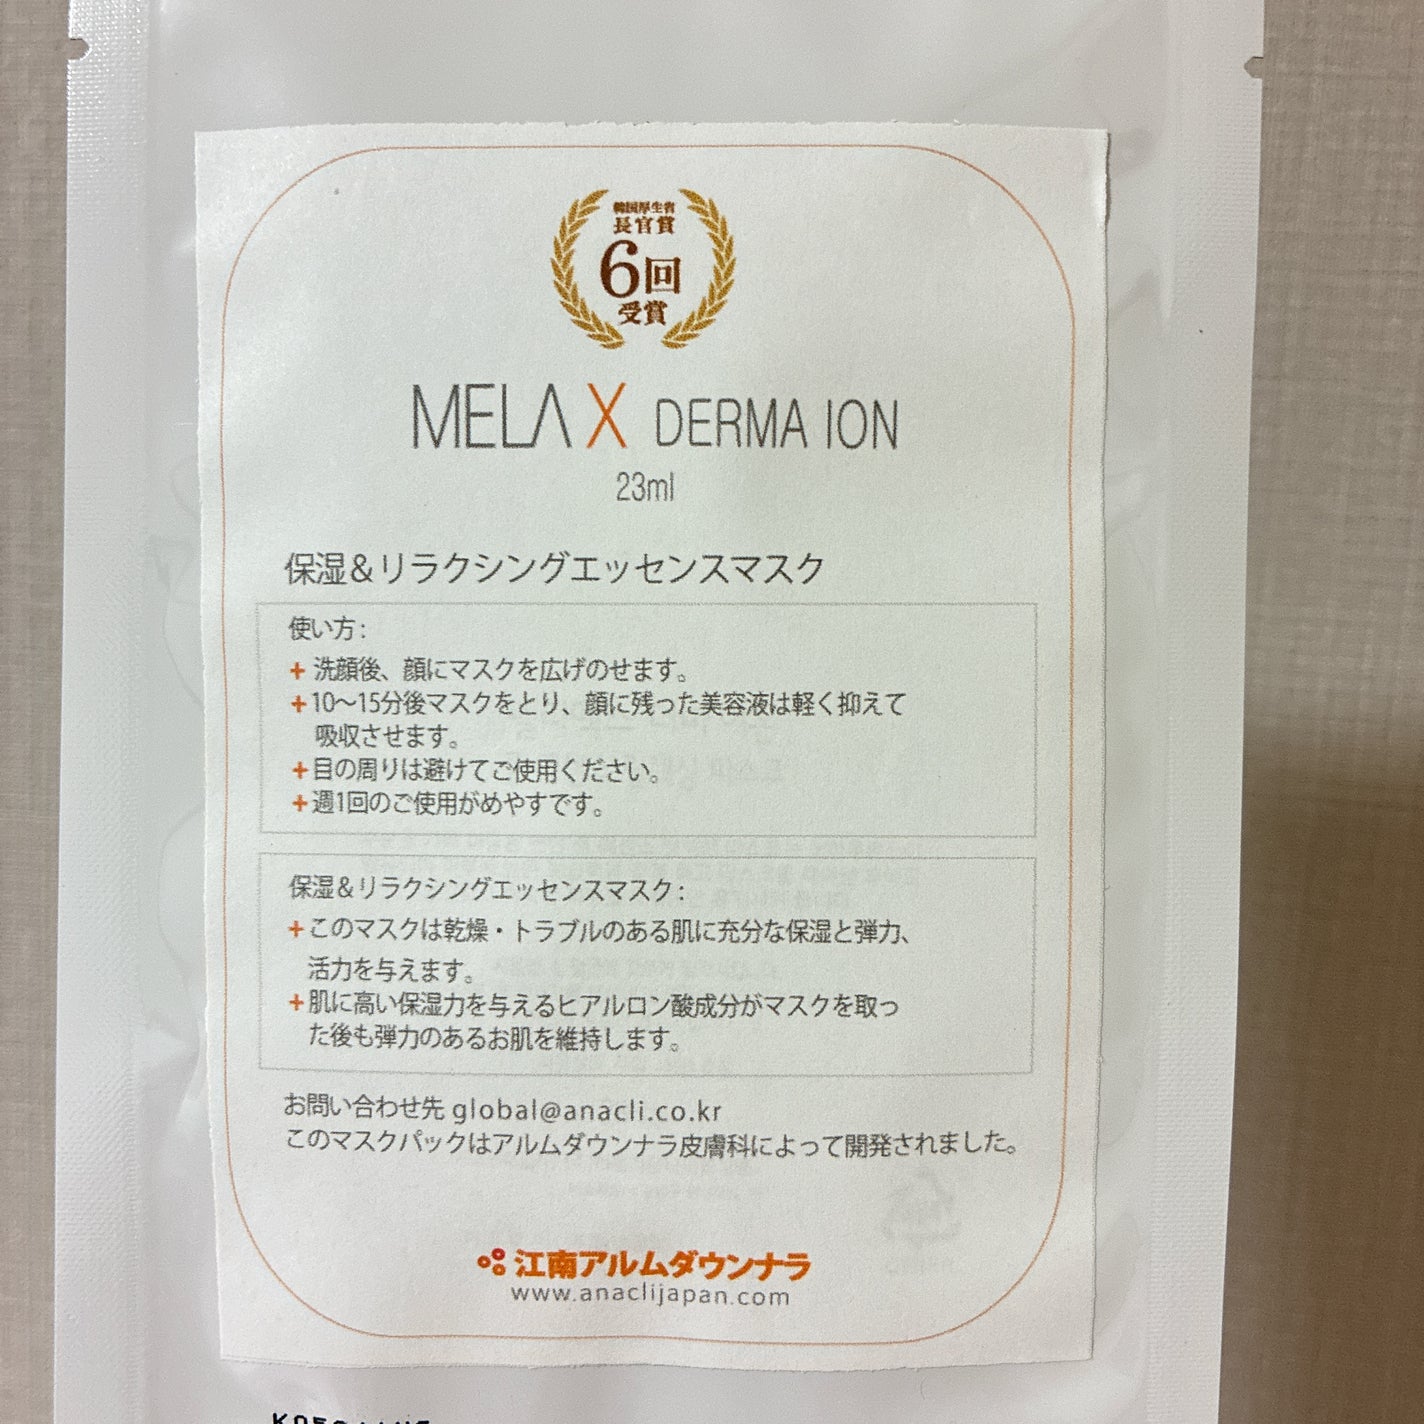 韓国厚生省
長官賞
6回
受賞
MELA X DERMA ION
23ml
保湿&リラクシングエッセンスマスク
使い方:
+ 洗顔後、顔にマスクを広げのせます。
+ 10～15分後マスクをとり、顔に残った美容液は軽く抑えて
吸収させます。
+ 目の周りは避けてご使用ください。
+ 週1回のご使用がめやすです。
保湿&リラクシングエッセンスマスク:
+ このマスクは乾燥・トラブルのある肌に充分な保湿と弾力、
活力を与えます。
+ 肌に高い保湿力を与えるヒアルロン酸成分がマスクを取っ
た後も弾力のあるお肌を維持します。
お問い合わせ先 global@anacli.co.kr
このマスクパックはアルムダウンナラ皮膚科によって開発されました。
江南アルムダウンナラ
www.anaclijapan.com